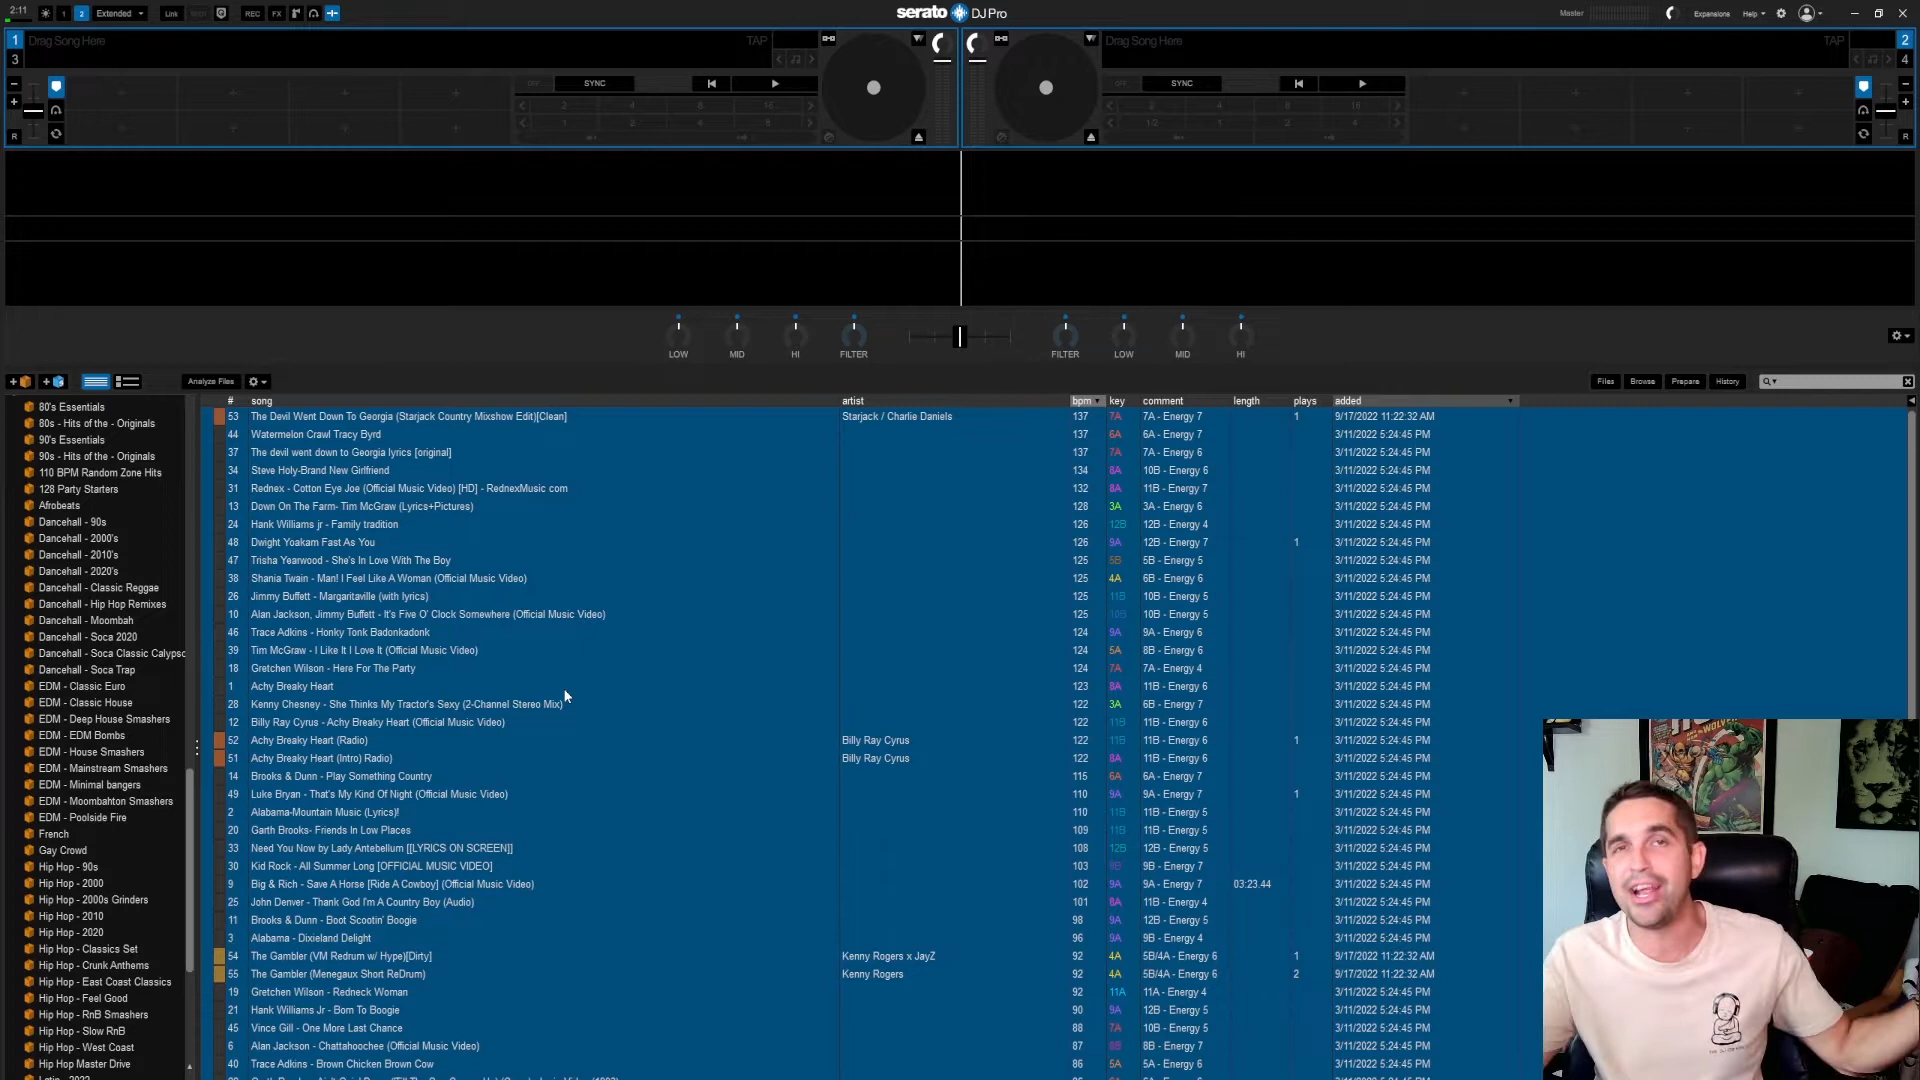 2:11 1 2 Extended Link REC FX serato DJ Pro Master Expansions Help
1 Drag Song Here TAP Drag Song Here TAP 2
3 4
SYNC SYNC
R R
LOW MID HI FILTER FILTER LOW MID HI
Analyze Files Files Browse Prepare History
# song artist bpm key comment length plays added
80's Essentials
80s - Hits of the - Originals
90's Essentials
90s - Hits of the - Originals
110 BPM Random Zone Hits
128 Party Starters
Afrobeats
Dancehall - 90s
Dancehall - 2000's
Dancehall - 2010's
Dancehall - 2020's
Dancehall - Classic Reggae
Dancehall - Hip Hop Remixes
Dancehall - Moombah
Dancehall - Soca 2020
Dancehall - Soca Classic Calypso
Dancehall - Soca Trap
EDM - Classic Euro
EDM - Classic House
EDM - Deep House Smashers
EDM - EDM Bombs
EDM - House Smashers
EDM - Mainstream Smashers
EDM - Minimal bangers
EDM - Moombahton Smashers
EDM - Poolside Fire
French
Gay Crowd
Hip Hop - 90s
Hip Hop - 2000
Hip Hop - 2000s Grinders
Hip Hop - 2010
Hip Hop - 2020
Hip Hop - Classics Set
Hip Hop - Crunk Anthems
Hip Hop - East Coast Classics
Hip Hop - Feel Good
Hip Hop - RnB Smashers
Hip Hop - Slow RnB
Hip Hop - West Coast
Hip Hop Master Drive
53 The Devil Went Down To Georgia (Starjack Country Mixshow Edit)[Clean] Starjack / Charlie Daniels 137 7A 7A - Energy 7 1 9/17/2022 11:22:32 AM
44 Watermelon Crawl Tracy Byrd 137 6A 6A - Energy 7 3/11/2022 5:24:45 PM
37 The devil went down to Georgia lyrics [original] 137 7A 7A - Energy 6 3/11/2022 5:24:45 PM
34 Steve Holy-Brand New Girlfriend 134 8A 10B - Energy 6 3/11/2022 5:24:45 PM
31 Rednex - Cotton Eye Joe (Official Music Video) [HD] - RednexMusic com 132 8A 11B - Energy 7 3/11/2022 5:24:45 PM
13 Down On The Farm- Tim McGraw (Lyrics+Pictures) 128 3A 3A - Energy 6 3/11/2022 5:24:45 PM
24 Hank Williams jr - Family tradition 126 12B 12B - Energy 4 3/11/2022 5:24:45 PM
48 Dwight Yoakam Fast As You 126 9A 12B - Energy 7 1 3/11/2022 5:24:45 PM
47 Trisha Yearwood - She's In Love With The Boy 125 5B 5B - Energy 5 3/11/2022 5:24:45 PM
38 Shania Twain - Man! I Feel Like A Woman (Official Music Video) 125 4A 6B - Energy 6 3/11/2022 5:24:45 PM
26 Jimmy Buffett - Margaritaville (with lyrics) 125 11B 10B - Energy 5 3/11/2022 5:24:45 PM
10 Alan Jackson, Jimmy Buffett - It's Five O' Clock Somewhere (Official Music Video) 125 10B 10B - Energy 5 3/11/2022 5:24:45 PM
46 Trace Adkins - Honky Tonk Badonkadonk 124 9A 9A - Energy 6 3/11/2022 5:24:45 PM
39 Tim McGraw - I Like It I Love It (Official Music Video) 124 5A 8B - Energy 6 3/11/2022 5:24:45 PM
18 Gretchen Wilson - Here For The Party 124 7A 7A - Energy 4 3/11/2022 5:24:45 PM
1 Achy Breaky Heart 123 8A 11B - Energy 6 3/11/2022 5:24:45 PM
28 Kenny Chesney - She Thinks My Tractor's Sexy (2-Channel Stereo Mix) 122 3A 6B - Energy 7 3/11/2022 5:24:45 PM
12 Billy Ray Cyrus - Achy Breaky Heart (Official Music Video) 122 11B 11B - Energy 6 3/11/2022 5:24:45 PM
52 Achy Breaky Heart (Radio) Billy Ray Cyrus 122 11B 11B - Energy 6 1 3/11/2022 5:24:45 PM
51 Achy Breaky Heart (Intro) Radio) Billy Ray Cyrus 122 8A 11B - Energy 6 3/11/2022 5:24:45 PM
14 Brooks & Dunn - Play Something Country 115 6A 6A - Energy 7 3/11/2022 5:24:45 PM
49 Luke Bryan - That's My Kind Of Night (Official Music Video) 110 9A 9A - Energy 7 1 3/11/2022 5:24:45 PM
2 Alabama-Mountain Music (Lyrics)! 110 11B 11B - Energy 5 3/11/2022 5:24:45 PM
20 Garth Brooks- Friends In Low Places 109 11B 11B - Energy 5 3/11/2022 5:24:45 PM
33 Need You Now by Lady Antebellum [[LYRICS ON SCREEN]] 108 12B 12B - Energy 5 3/11/2022 5:24:45 PM
30 Kid Rock - All Summer Long [OFFICIAL MUSIC VIDEO] 103 9B - Energy 7 3/11/2022 5:24:45 PM
9 Big & Rich - Save A Horse [Ride A Cowboy] (Official Music Video) 102 9A 9A - Energy 7 03:23.44 3/11/2022 5:24:45 PM
25 John Denver - Thank God I'm A Country Boy (Audio) 101 8A 11B - Energy 4 3/11/2022 5:24:45 PM
11 Brooks & Dunn - Boot Scootin' Boogie 98 9A 12B - Energy 5 3/11/2022 5:24:45 PM
3 Alabama - Dixieland Delight 96 9A 9B - Energy 4 3/11/2022 5:24:45 PM
54 The Gambler (VM Redrum w/ Hype)[Dirty] Kenny Rogers x JayZ 92 4A 5B/4A - Energy 6 1 9/17/2022 11:22:32 AM
55 The Gambler (Menegaux Short ReDrum) Kenny Rogers 92 4A 5B/4A - Energy 6 2 9/17/2022 11:22:32 AM
19 Gretchen Wilson - Redneck Woman 92 11A 11A - Energy 4 3/11/2022 5:24:45 PM
21 Hank Williams Jr - Born To Boogie 90 9A 12B - Energy 5 3/11/2022 5:24:45 PM
45 Vince Gill - One More Last Chance 88 7A 10B - Energy 5 3/11/2022 5:24:45 PM
6 Alan Jackson - Chattahoochee (Official Music Video) 87 8B - Energy 7 3/11/2022 5:24:45 PM
40 Trace Adkins - Brown Chicken Brown Cow 86 5A 5A - Energy 6 3/11/2022 5:24:45 PM